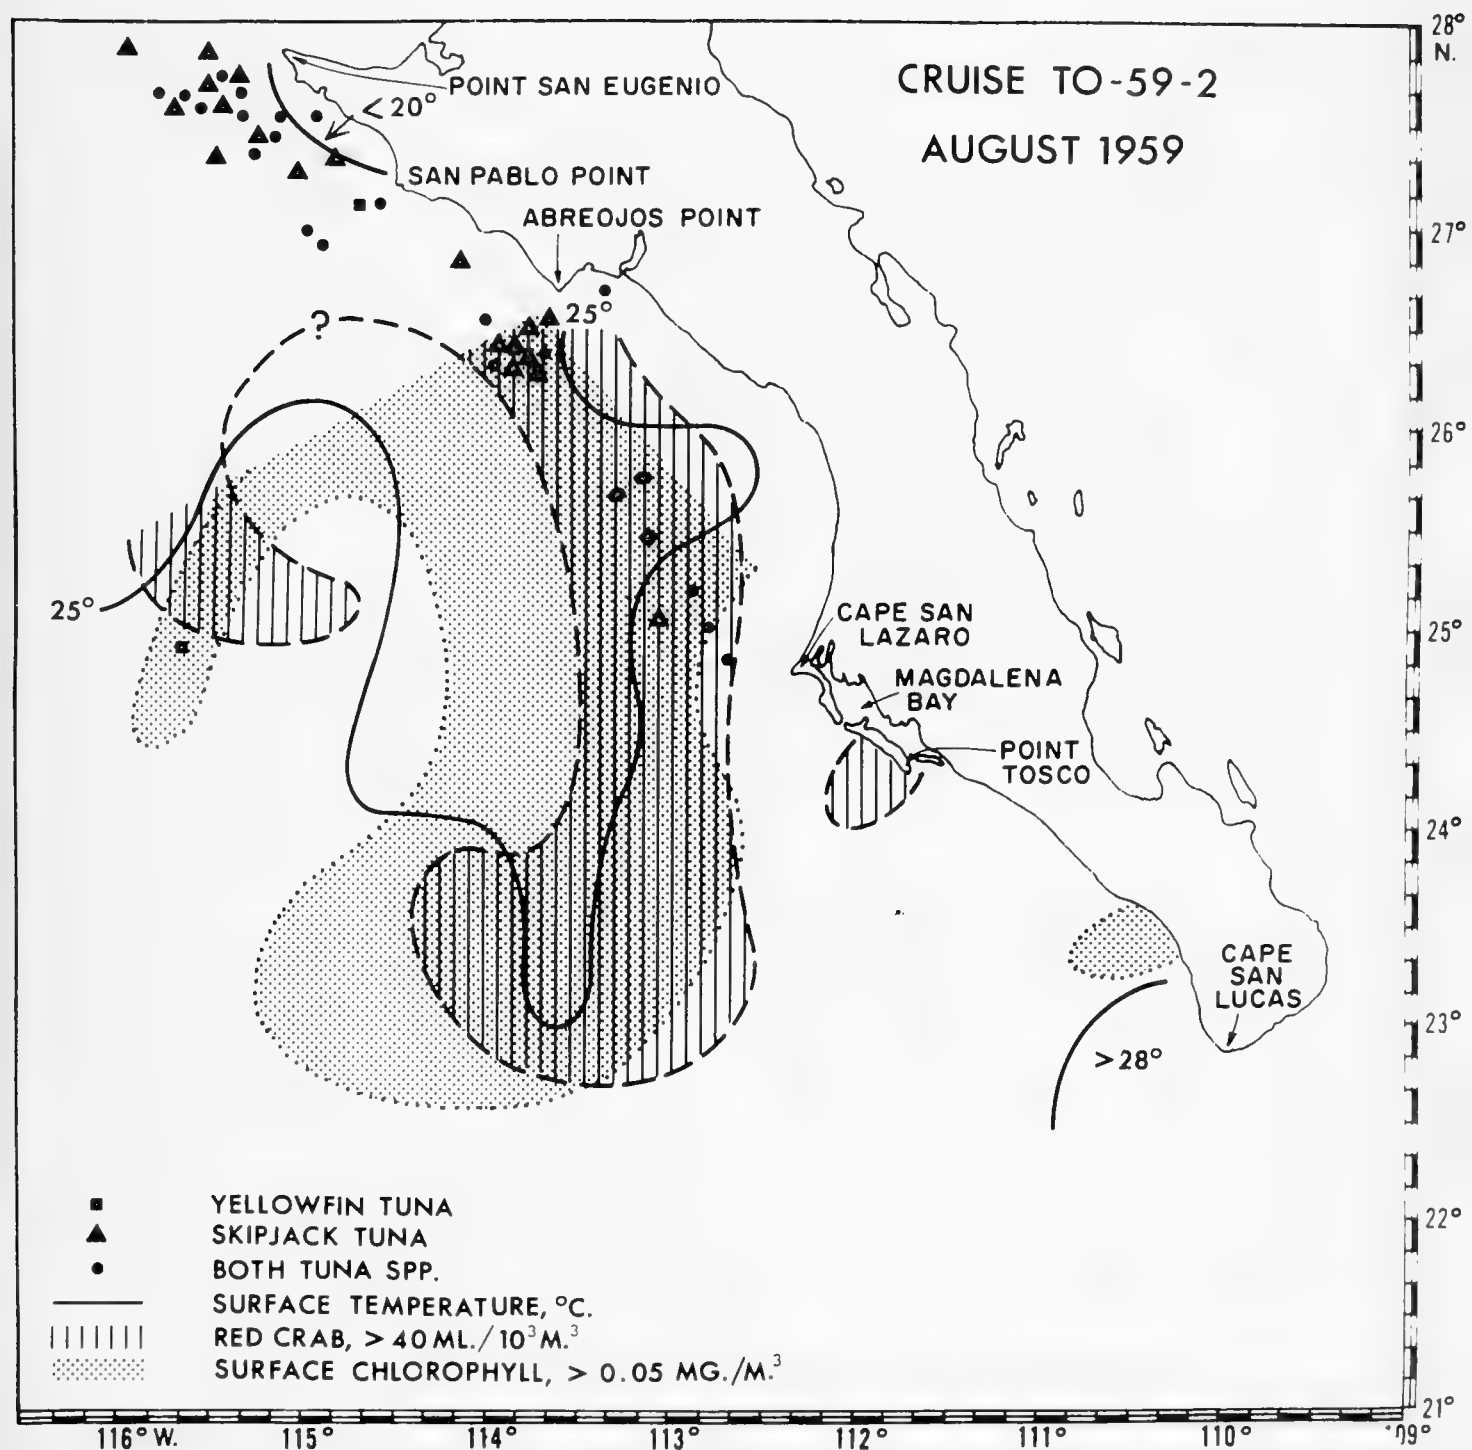 28°
N.
CRUISE TO-59-2
AUGUST 1959
POINT SAN EUGENIO
<20°
SAN PABLO POINT
ABREOJOS POINT
27°
25°
?
26°
25°
CAPE SAN
LAZARO
25°
MAGDALENA
BAY
POINT
TOSCO
24°
CAPE
SAN
LUCAS
23°
>28°
YELLOWFIN TUNA
SKIPJACK TUNA
BOTH TUNA SPP.
SURFACE TEMPERATURE, °C.
RED CRAB, > 40 ML./10³M.³
SURFACE CHLOROPHYLL, > 0.05 MG./M.³
22°
21°
116° W. 115° 114° 113° 112° 111° 110° 109°